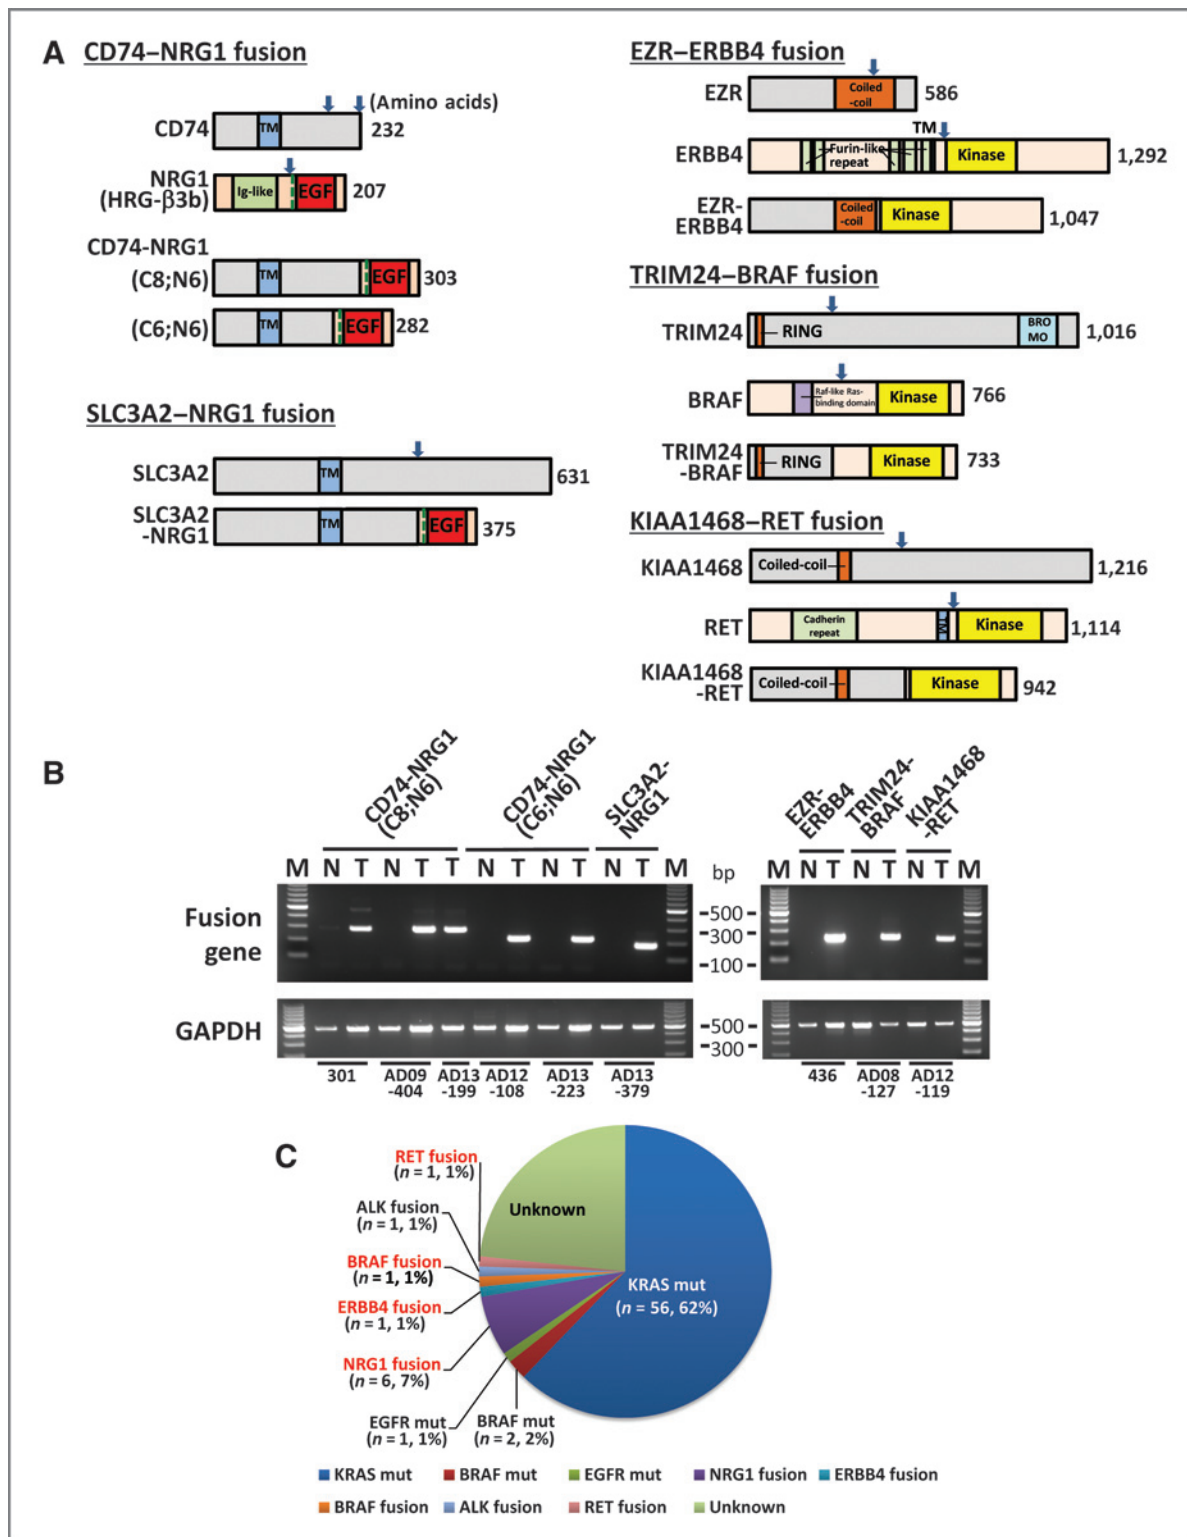 A
CD74–NRG1 fusion
(Amino acids)
CD74
TM
232
NRG1
(HRG-β3b)
Ig-like
EGF
207
CD74-NRG1
(C8;N6)
TM
EGF
303
(C6;N6)
TM
EGF
282
SLC3A2–NRG1 fusion
SLC3A2
TM
631
SLC3A2
-NRG1
TM
EGF
375
EZR–ERBB4 fusion
EZR
Coiled
-coil
586
TM
ERBB4
Furin-like
repeat
Kinase
1,292
EZR-
ERBB4
Coiled
-coil
Kinase
1,047
TRIM24–BRAF fusion
TRIM24
RING
BRO
MO
1,016
BRAF
Raf-like Ras-
binding domain
Kinase
766
TRIM24
-BRAF
RING
Kinase
733
KIAA1468–RET fusion
KIAA1468
Coiled-coil
1,216
RET
Cadherin
repeat
TM
Kinase
1,114
KIAA1468
-RET
Coiled-coil
Kinase
942
B
CD74-NRG1
(C8;N6)
CD74-NRG1
(C6;N6)
SLC3A2-
NRG1
EZR-
ERBB4
TRIM24-
BRAF
KIAA1468
-RET
M N T N T T N T N T N T M bp M N T N T N T M
Fusion
gene
500
300
100
GAPDH
500
300
301 AD09 AD13 AD12 AD13 AD13 436 AD08 AD12
-404 -199 -108 -223 -379 -127 -119
C
RET fusion
(n = 1, 1%)
ALK fusion
(n = 1, 1%)
BRAF fusion
(n = 1, 1%)
ERBB4 fusion
(n = 1, 1%)
NRG1 fusion
(n = 6, 7%)
EGFR mut
(n = 1, 1%)
BRAF mut
(n = 2, 2%)
Unknown
KRAS mut
(n = 56, 62%)
KRAS mut BRAF mut EGFR mut NRG1 fusion ERBB4 fusion
BRAF fusion ALK fusion RET fusion Unknown